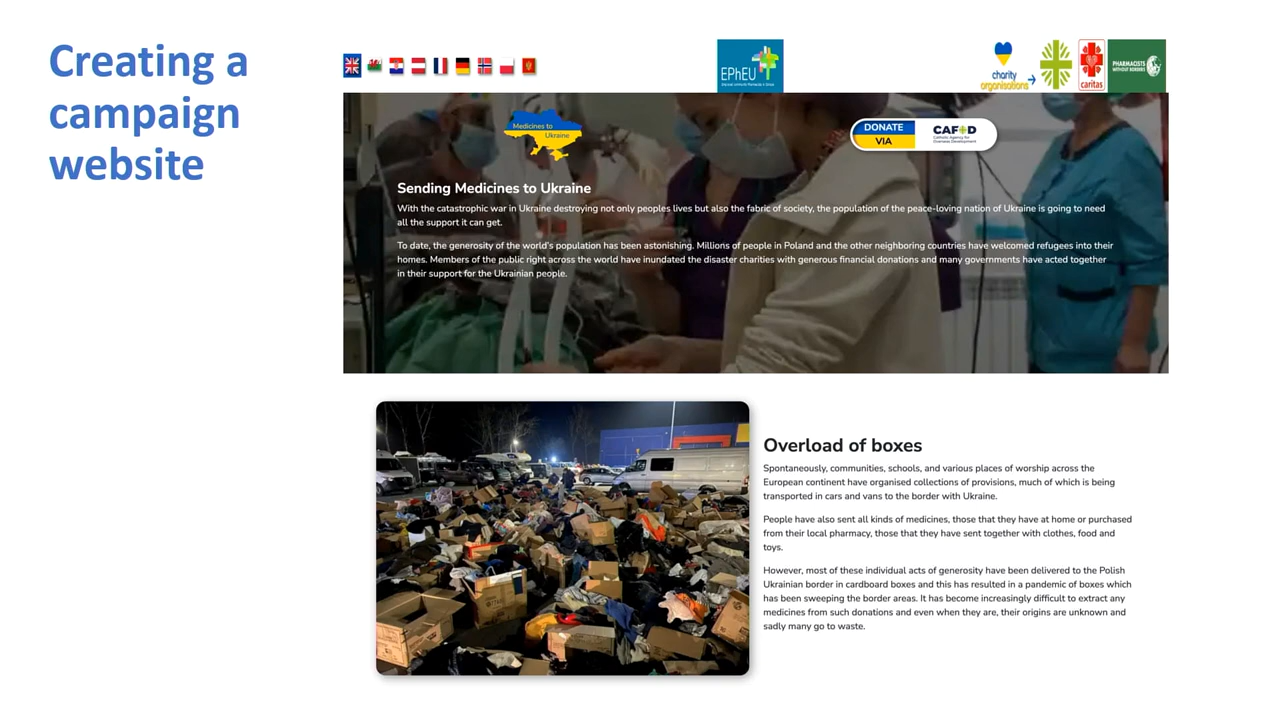 Creating a
campaign
website
EPhEU
charity
organisations
caritas
PHARMACISTS
WITHOUT BORDERS
Medicines to
Ukraine
DONATE
VIA
CAFOD
Catholic Agency for
Overseas Development
Sending Medicines to Ukraine
With the catastrophic war in Ukraine destroying not only peoples lives but also the fabric of society, the population of the peace-loving nation of Ukraine is going to need
all the support it can get.
To date, the generosity of the world's population has been astonishing. Millions of people in Poland and the other neighboring countries have welcomed refugees into their
homes. Members of the public right across the world have inundated the disaster charities with generous financial donations and many governments have acted together
in their support for the Ukrainian people.
Overload of boxes
Spontaneously, communities, schools, and various places of worship across the
European continent have organised collections of provisions, much of which is being
transported in cars and vans to the border with Ukraine.
People have also sent all kinds of medicines, those that they have at home or purchased
from their local pharmacy, those that they have sent together with clothes, food and
toys.
However, most of these individual acts of generosity have been delivered to the Polish
Ukrainian border in cardboard boxes and this has resulted in a pandemic of boxes which
has been sweeping the border areas. It has become increasingly difficult to extract any
medicines from such donations and even when they are, their origins are unknown and
sadly many go to waste.